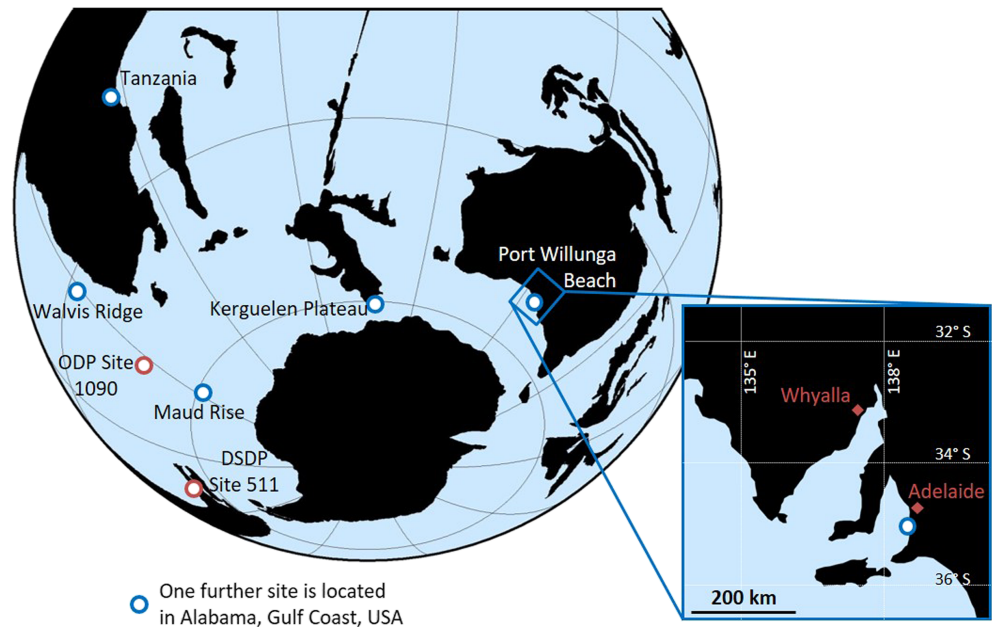 Tanzania
Port Willunga
Beach
Walvis Ridge
Kerguelen Plateau
ODP Site
1090
Maud Rise
DSDP
Site 511
32° S
135° E
138° E
Whyalla
34° S
Adelaide
36° S
200 km
One further site is located
in Alabama, Gulf Coast, USA